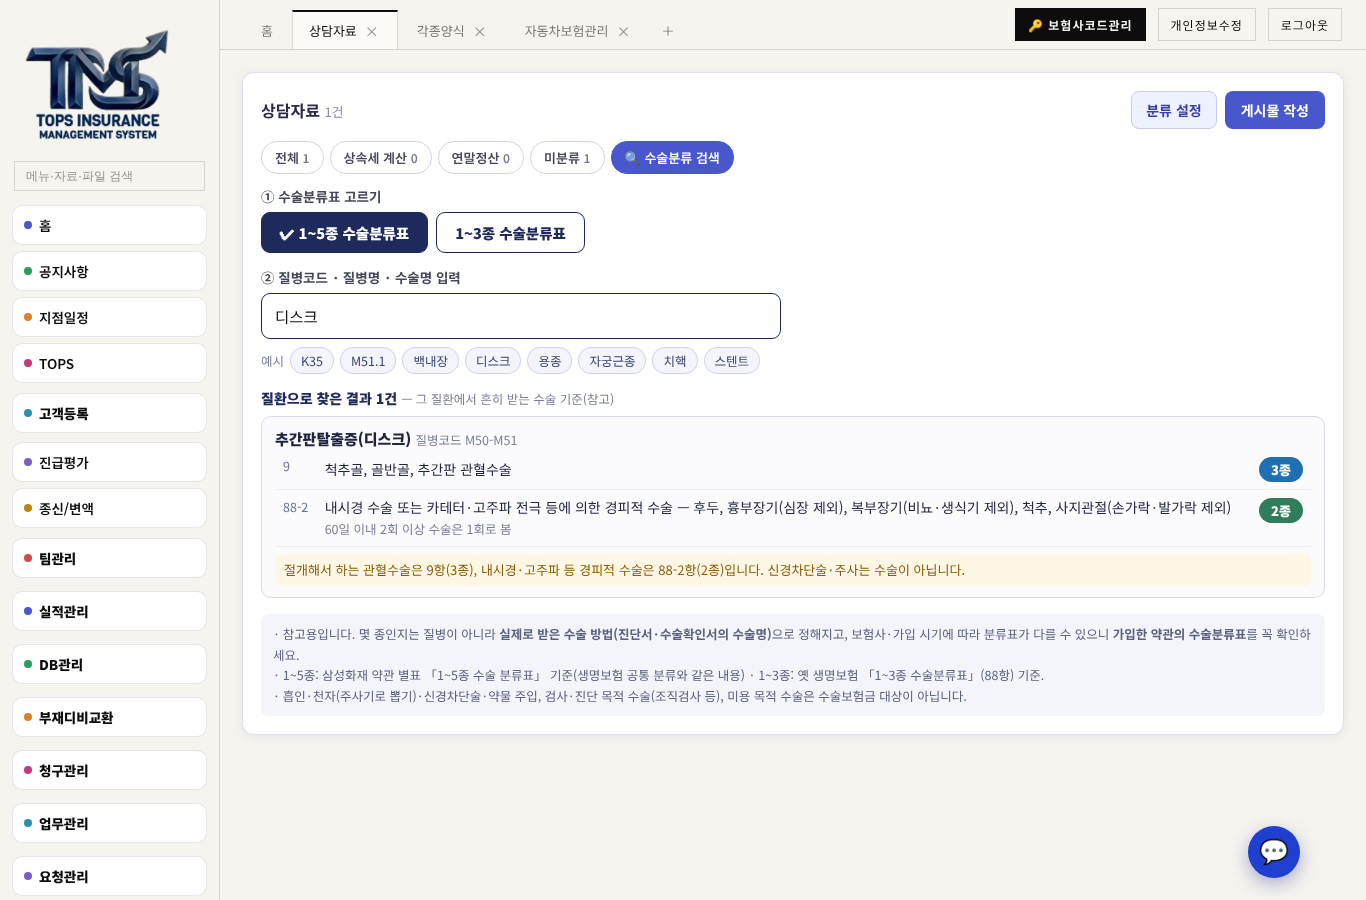 TMS
TOPS INSURANCE
MANAGEMENT SYSTEM
메뉴·자료·파일 검색
홈
공지사항
지점일정
TOPS
고객등록
진급평가
종신/변액
팀관리
실적관리
DB관리
부재디비교환
청구관리
업무관리
요청관리
홈 상담자료 × 각종양식 × 자동차보험관리 × +
🔑 보험사코드관리 개인정보수정 로그아웃
상담자료 1건
분류 설정 게시물 작성
전체 1 상속세 계산 0 연말정산 0 미분류 1 🔍 수술분류 검색
① 수술분류표 고르기
✔ 1~5종 수술분류표 1~3종 수술분류표
② 질병코드 · 질병명 · 수술명 입력
디스크
예시 K35 M51.1 백내장 디스크 용종 자궁근종 치핵 스텐트
질환으로 찾은 결과 1건 — 그 질환에서 흔히 받는 수술 기준(참고)
추간판탈출증(디스크) 질병코드 M50-M51
9 척추골, 골반골, 추간판 관혈수술 3종
88-2 내시경 수술 또는 카테터·고주파 전극 등에 의한 경피적 수술 — 후두, 흉부장기(심장 제외), 복부장기(비뇨·생식기 제외), 척추, 사지관절(손가락·발가락 제외) 2종
60일 이내 2회 이상 수술은 1회로 봄
절개해서 하는 관혈수술은 9항(3종), 내시경·고주파 등 경피적 수술은 88-2항(2종)입니다. 신경차단술·주사는 수술이 아닙니다.
· 참고용입니다. 몇 종인지는 질병이 아니라 실제로 받은 수술 방법(진단서·수술확인서의 수술명)으로 정해지고, 보험사·가입 시기에 따라 분류표가 다를 수 있으니 가입한 약관의 수술분류표를 꼭 확인하
세요.
· 1~5종: 삼성화재 약관 별표 「1~5종 수술 분류표」 기준(생명보험 공통 분류와 같은 내용) · 1~3종: 옛 생명보험 「1~3종 수술분류표」(88항) 기준.
· 흡인·천자(주사기로 뽑기)·신경차단술·약물 주입, 검사·진단 목적 수술(조직검사 등), 미용 목적 수술은 수술보험금 대상이 아닙니다.